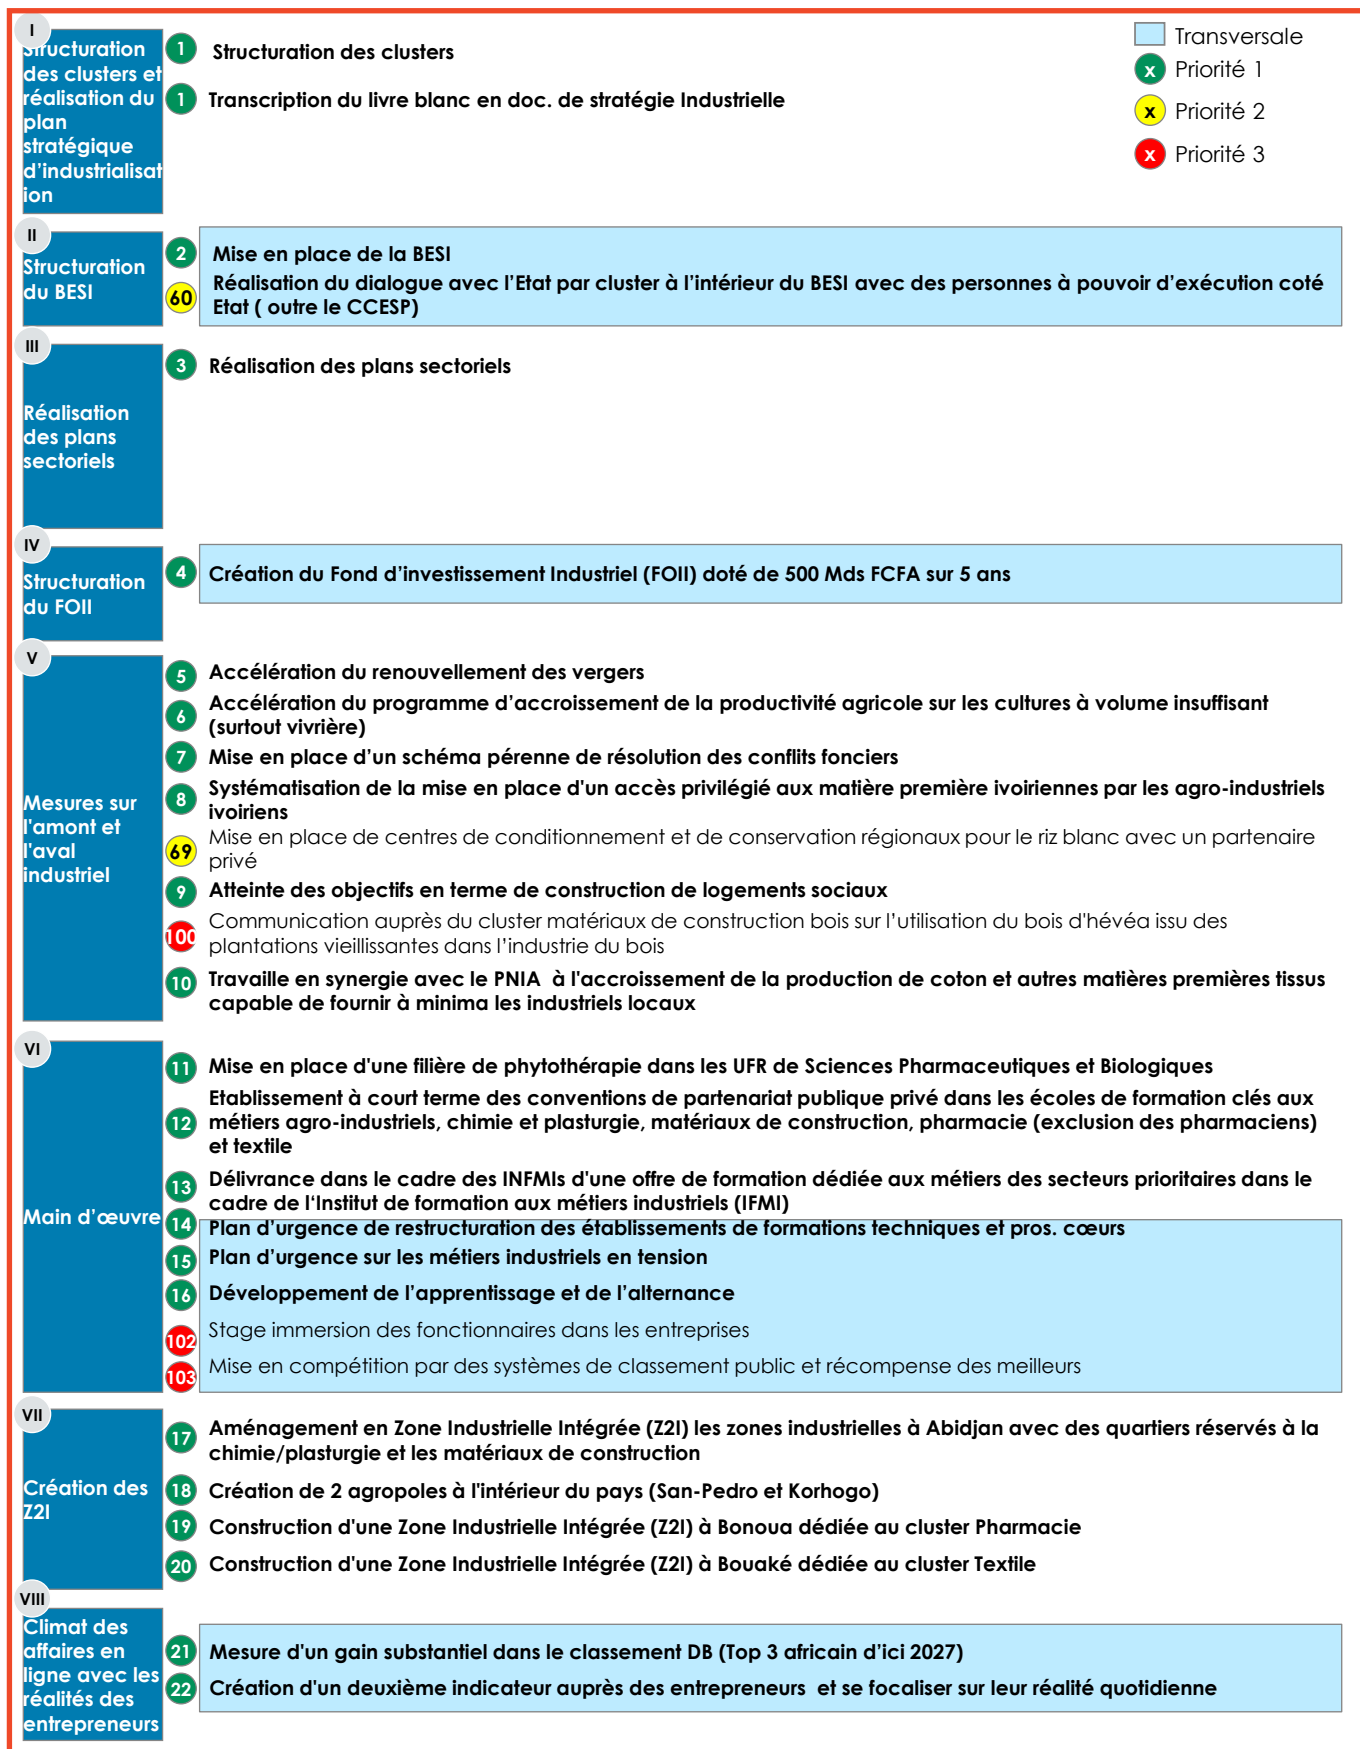 I
Structuration
des clusters et
réalisation du
plan
stratégique
d'industrialisat
ion
1 Structuration des clusters
1 Transcription du livre blanc en doc. de stratégie Industrielle
Transversale
x Priorité 1
x Priorité 2
x Priorité 3
II
Structuration
du BESI
2 Mise en place de la BESI
60 Réalisation du dialogue avec l'Etat par cluster à l'intérieur du BESI avec des personnes à pouvoir d'exécution coté
Etat ( outre le CCESP)
III
Réalisation
des plans
sectoriels
3 Réalisation des plans sectoriels
IV
Structuration
du FOII
4 Création du Fond d'investissement Industriel (FOII) doté de 500 Mds FCFA sur 5 ans
V
Mesures sur
l'amont et
l'aval
industriel
5 Accélération du renouvellement des vergers
6 Accélération du programme d'accroissement de la productivité agricole sur les cultures à volume insuffisant
(surtout vivrière)
7 Mise en place d'un schéma pérenne de résolution des conflits fonciers
8 Systématisation de la mise en place d'un accès privilégié aux matière première ivoiriennes par les agro-industriels
ivoiriens
69 Mise en place de centres de conditionnement et de conservation régionaux pour le riz blanc avec un partenaire
privé
9 Atteinte des objectifs en terme de construction de logements sociaux
100 Communication auprès du cluster matériaux de construction bois sur l'utilisation du bois d'hévéa issu des
plantations vieillissantes dans l'industrie du bois
10 Travaille en synergie avec le PNIA à l'accroissement de la production de coton et autres matières premières tissus
capable de fournir à minima les industriels locaux
VI
Main d'œuvre
11 Mise en place d'une filière de phytothérapie dans les UFR de Sciences Pharmaceutiques et Biologiques
12 Etablissement à court terme des conventions de partenariat publique privé dans les écoles de formation clés aux
métiers agro-industriels, chimie et plasturgie, matériaux de construction, pharmacie (exclusion des pharmaciens)
et textile
13 Délivrance dans le cadre des INFMIs d'une offre de formation dédiée aux métiers des secteurs prioritaires dans le
cadre de l'Institut de formation aux métiers industriels (IFMI)
14 Plan d'urgence de restructuration des établissements de formations techniques et pros. cœurs
15 Plan d'urgence sur les métiers industriels en tension
16 Développement de l'apprentissage et de l'alternance
102 Stage immersion des fonctionnaires dans les entreprises
103 Mise en compétition par des systèmes de classement public et récompense des meilleurs
VII
Création des
Z2I
17 Aménagement en Zone Industrielle Intégrée (Z2I) les zones industrielles à Abidjan avec des quartiers réservés à la
chimie/plasturgie et les matériaux de construction
18 Création de 2 agropoles à l'intérieur du pays (San-Pedro et Korhogo)
19 Construction d'une Zone Industrielle Intégrée (Z2I) à Bonoua dédiée au cluster Pharmacie
20 Construction d'une Zone Industrielle Intégrée (Z2I) à Bouaké dédiée au cluster Textile
VIII
Climat des
affaires en
ligne avec les
réalités des
entrepreneurs
21 Mesure d'un gain substantiel dans le classement DB (Top 3 africain d'ici 2027)
22 Création d'un deuxième indicateur auprès des entrepreneurs et se focaliser sur leur réalité quotidienne